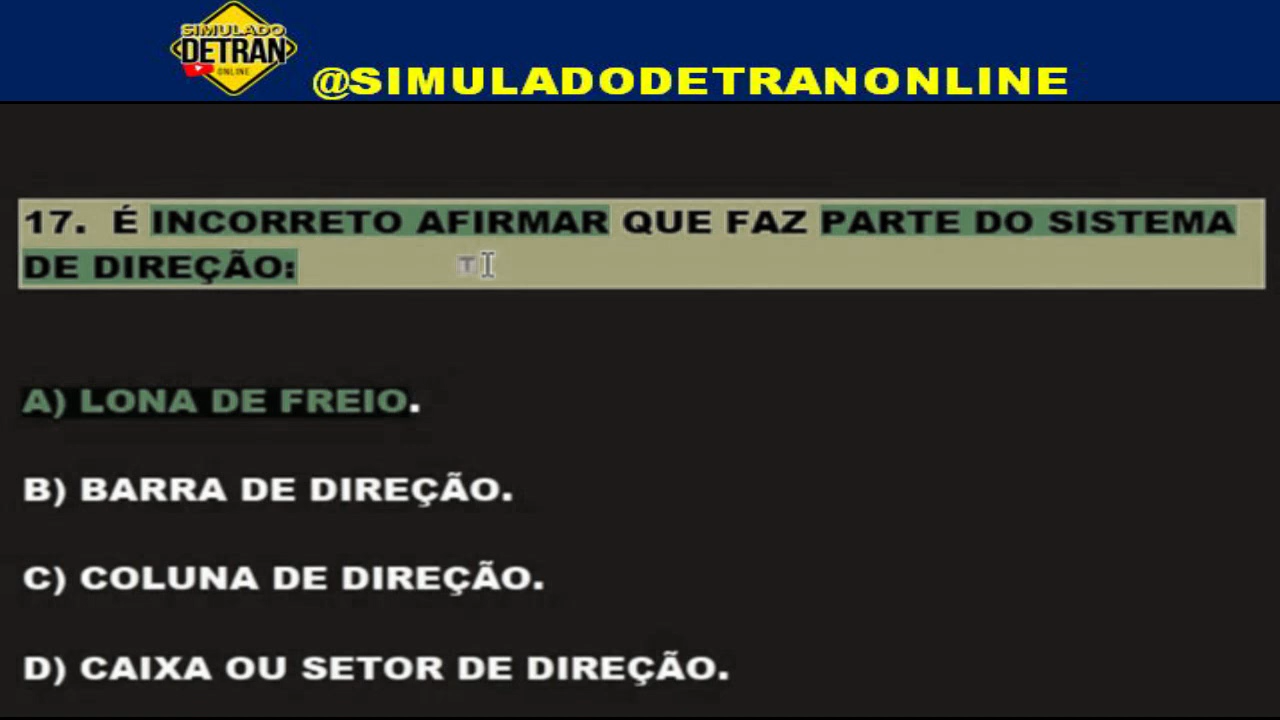 SIMULADO
DETRAN
ONLINE
@SIMULADODETRANONLINE
17. É INCORRETO AFIRMAR QUE FAZ PARTE DO SISTEMA
DE DIREÇÃO:
A) LONA DE FREIO.
B) BARRA DE DIREÇÃO.
C) COLUNA DE DIREÇÃO.
D) CAIXA OU SETOR DE DIREÇÃO.